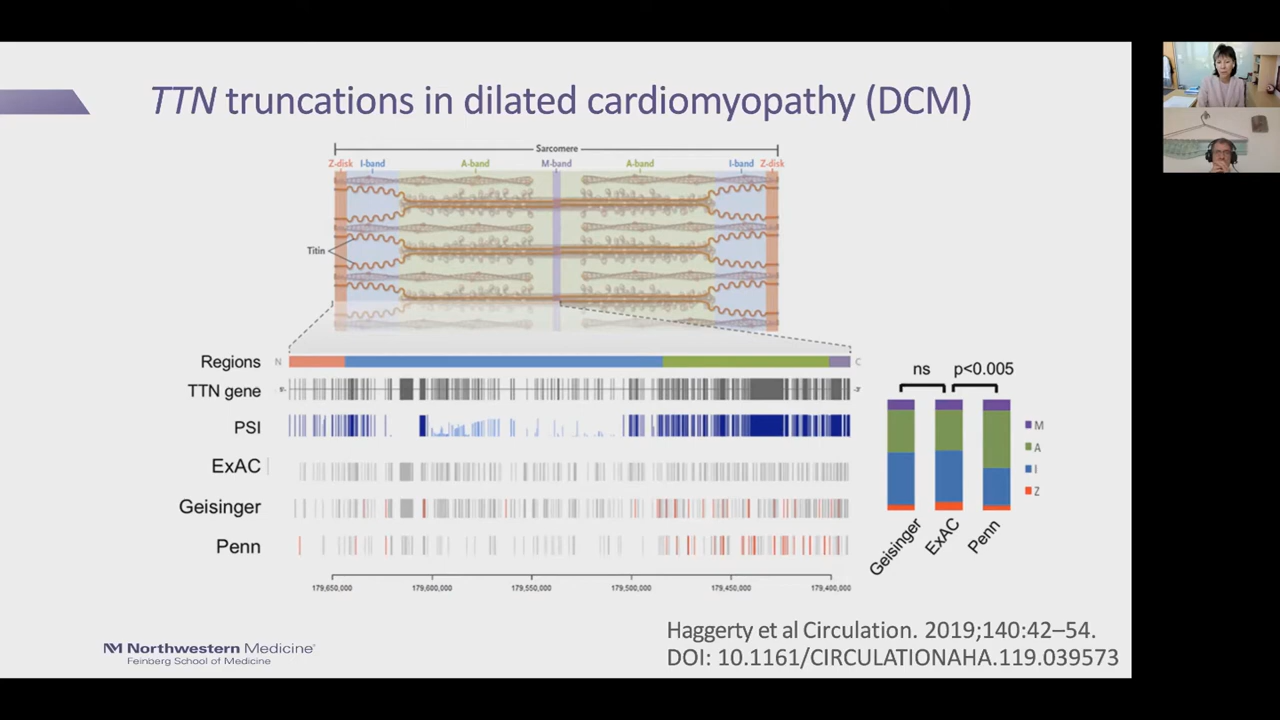 TTN truncations in dilated cardiomyopathy (DCM)
Sarcomere
Z-disk I-band A-band M-band A-band I-band Z-disk
Titin
Regions N C
TTN gene 5'- -3'
PSI
ExAC
Geisinger
Penn
179,650,000 179,600,000 179,550,000 179,500,000 179,450,000 179,400,000
ns p<0.005
M
A
I
Z
Geisinger ExAC Penn
Haggerty et al Circulation. 2019;140:42–54.
DOI: 10.1161/CIRCULATIONAHA.119.039573
M Northwestern Medicine®
Feinberg School of Medicine